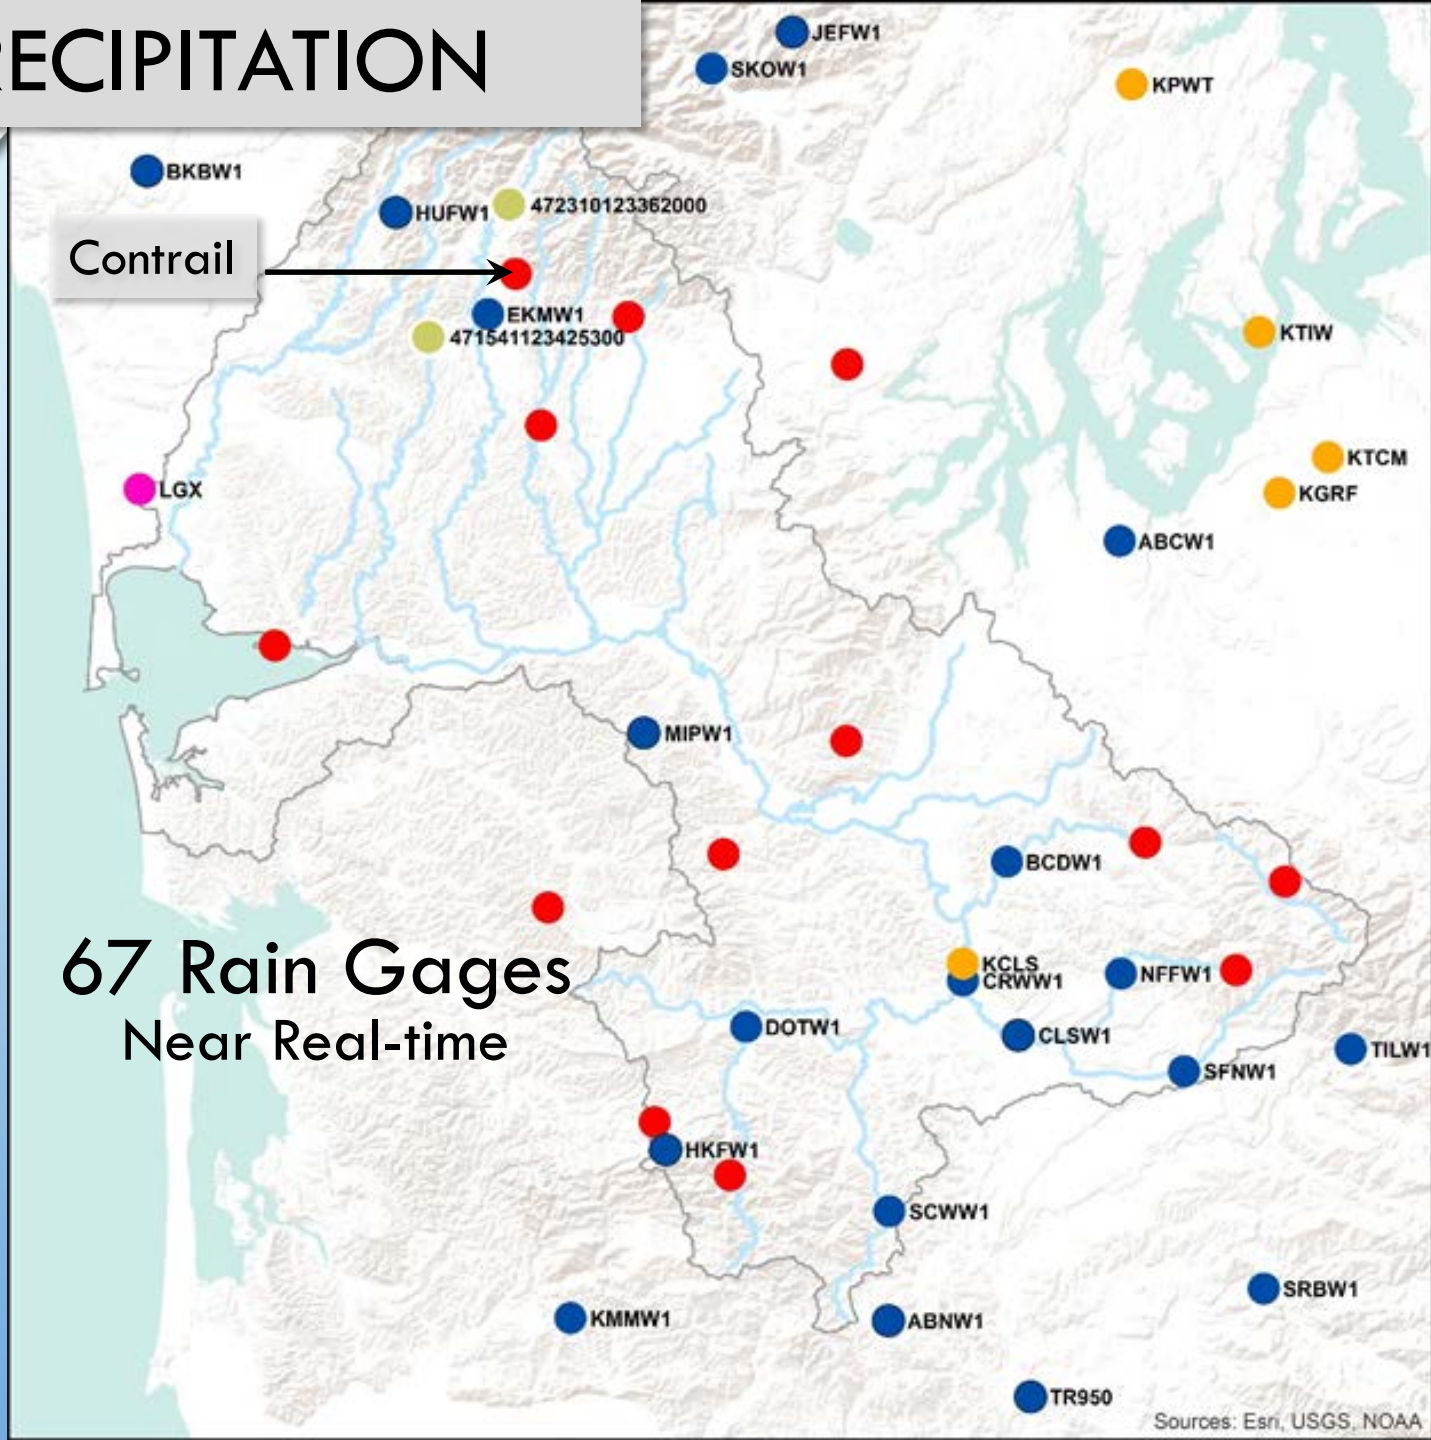 RECIPITATION
JEFW1
SKOW1
KPWT
BKBW1
HUFW1
472310123362000
Contrail
EKMW1
471541123425300
KTIW
KTCM
LGX
KGRF
ABCW1
MIPW1
BCDW1
67 Rain Gages
Near Real-time
KCLS
CRWW1
NFFW1
DOTW1
CLSW1
TILW1
SFNW1
HKFW1
SCWW1
SRBW1
KMMW1
ABNW1
TR950
Sources: Esri, USGS, NOAA